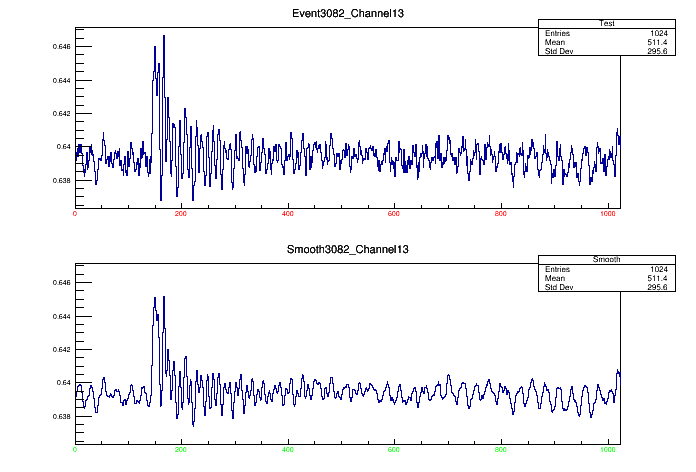 Event3082_Channel13
Test
Entries 1024
Mean 511.4
Std Dev 295.6
0.646
0.644
0.642
0.64
0.638
0 200 400 600 800 1000
Smooth3082_Channel13
Smooth
Entries 1024
Mean 511.4
Std Dev 295.6
0.646
0.644
0.642
0.64
0.638
0 200 400 600 800 1000